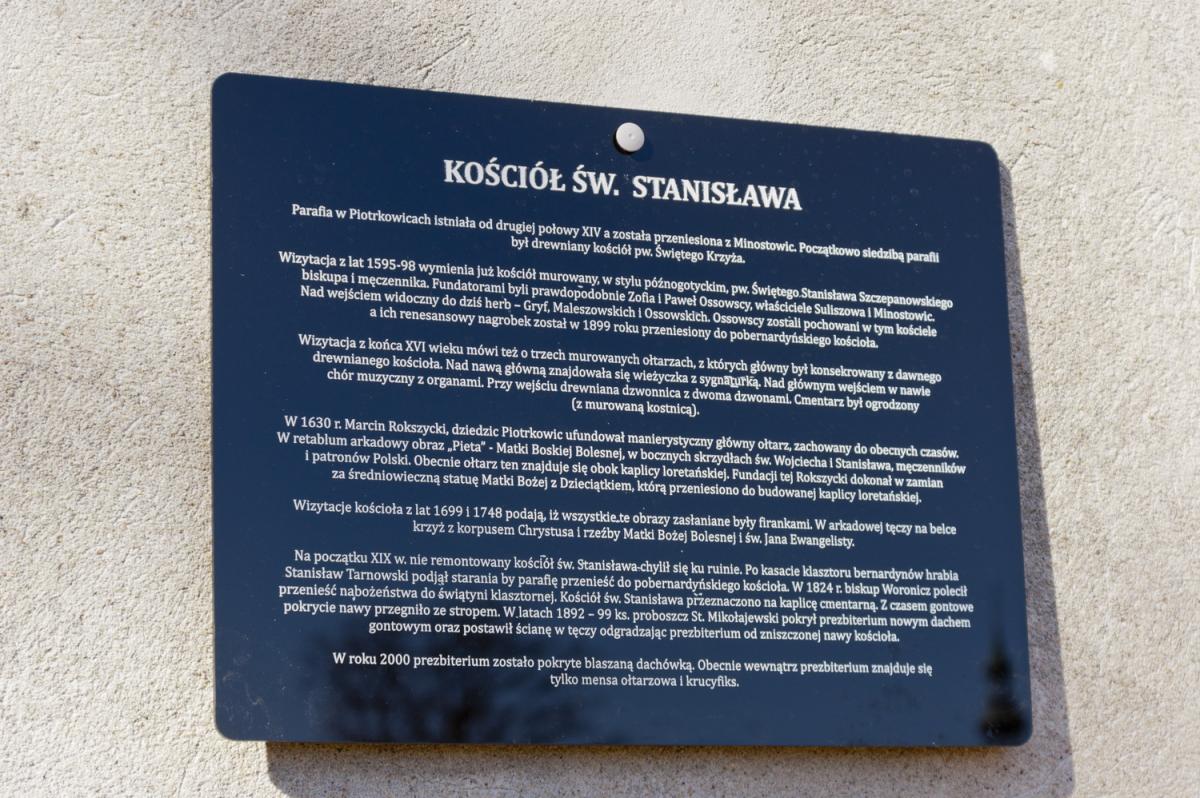 KOŚCIÓŁ ŚW. STANISŁAWA
Parafia w Piotrkowicach istniała od drugiej połowy XIV a została przeniesiona z Minostowic. Początkowo siedzibą parafii
był drewniany kościół pw. Świętego Krzyża.
Wizytacja z lat 1595-98 wymienia już kościół murowany, w stylu późnogotyckim, pw. Świętego Stanisława Szczepanowskiego
biskupa i męczennika. Fundatorami byli prawdopodobnie Zofia i Paweł Ossowscy, właściciele Suliszowa i Minostowic.
Nad wejściem widoczny do dziś herb – Gryf, Maleszowskich i Ossowskich. Ossowscy zostali pochowani w tym kościele
a ich renesansowy nagrobek został w 1899 roku przeniesiony do pobernardyńskiego kościoła.
Wizytacja z końca XVI wieku mówi też o trzech murowanych ołtarzach, z których główny był konsekrowany z dawnego
drewnianego kościoła. Nad nawą główną znajdowała się wieżyczka z sygnaturką. Nad głównym wejściem w nawie
chór muzyczny z organami. Przy wejściu drewniana dzwonnica z dwoma dzwonami. Cmentarz był ogrodzony
(z murowaną kostnicą).
W 1630 r. Marcin Rokszycki, dziedzic Piotrkowic ufundował manierystyczny główny ołtarz, zachowany do obecnych czasów.
W retablum arkadowy obraz „Pieta” - Matki Boskiej Bolesnej, w bocznych skrzydłach św. Wojciecha i Stanisława, męczenników
i patronów Polski. Obecnie ołtarz ten znajduje się obok kaplicy loretańskiej. Fundacji tej Rokszycki dokonał w zamian
za średniowieczną statuę Matki Bożej z Dzieciątkiem, którą przeniesiono do budowanej kaplicy loretańskiej.
Wizytacje kościoła z lat 1699 i 1748 podają, iż wszystkie te obrazy zasłaniane były firankami. W arkadowej tęczy na belce
krzyż z korpusem Chrystusa i rzeźby Matki Bożej Bolesnej i św. Jana Ewangelisty.
Na początku XIX w. nie remontowany kościół św. Stanisława chylił się ku ruinie. Po kasacie klasztoru bernardynów hrabia
Stanisław Tarnowski podjął starania by parafię przenieść do pobernardyńskiego kościoła. W 1824 r. biskup Woronicz polecił
przenieść nabożeństwa do świątyni klasztornej. Kościół św. Stanisława przeznaczono na kaplicę cmentarną. Z czasem gontowe
pokrycie nawy przegniło ze stropem. W latach 1892 – 99 ks. proboszcz St. Mikołajewski pokrył prezbiterium nowym dachem
gontowym oraz postawił ścianę w tęczy odgradzając prezbiterium od zniszczonej nawy kościoła.
W roku 2000 prezbiterium zostało pokryte blaszaną dachówką. Obecnie wewnątrz prezbiterium znajduje się
tylko mensa ołtarzowa i krucyfiks.